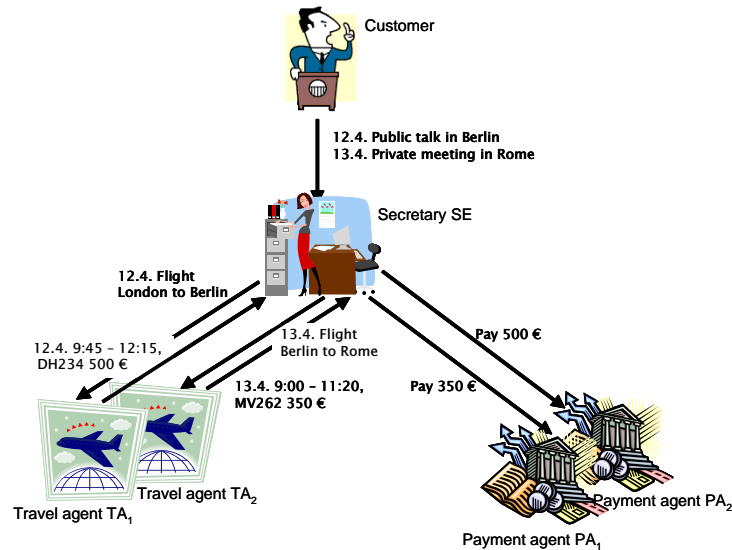 Customer
12.4. Public talk in Berlin
13.4. Private meeting in Rome
Secretary SE
12.4. Flight
London to Berlin
13.4. Flight
Berlin to Rome
Pay 500 €
12.4. 9:45 – 12:15,
DH234 500 €
13.4. 9:00 – 11:20,
MV262 350 €
Pay 350 €
Travel agent TA₂
Travel agent TA₁
Payment agent PA₂
Payment agent PA₁